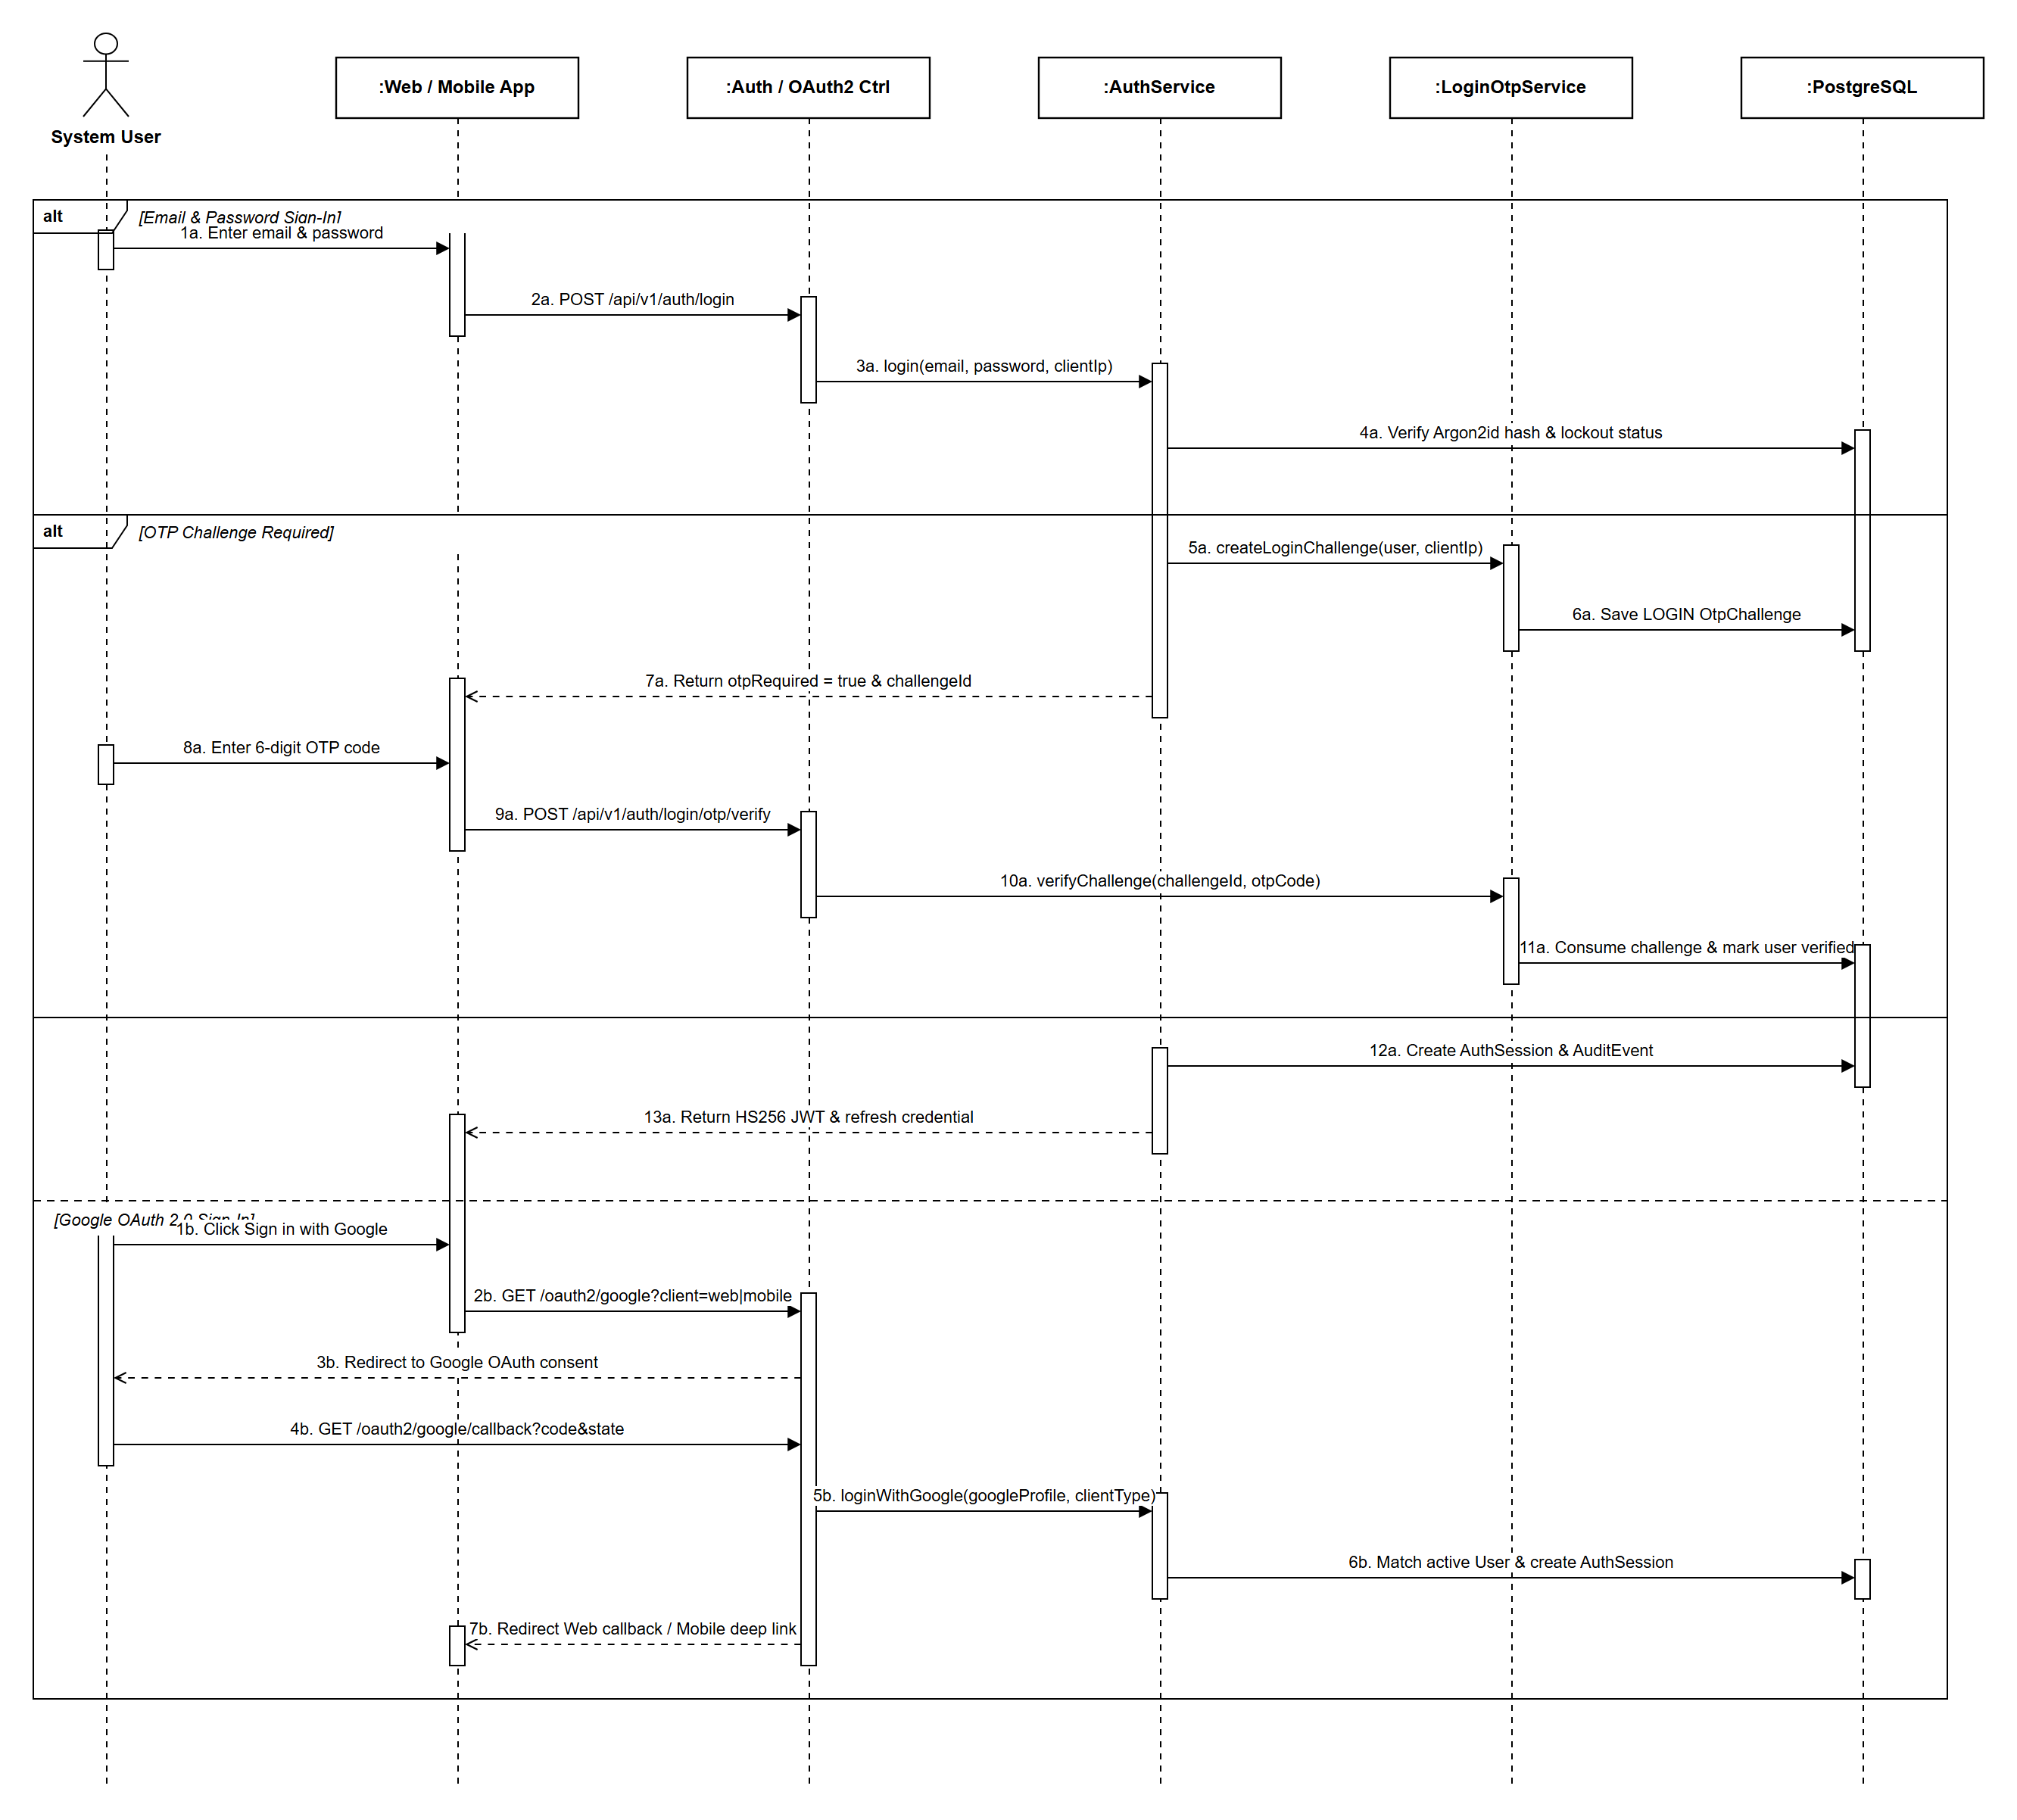 System User
:Web / Mobile App
:Auth / OAuth2 Ctrl
:AuthService
:LoginOtpService
:PostgreSQL
alt
[Email & Password Sign-In]
1a. Enter email & password
2a. POST /api/v1/auth/login
3a. login(email, password, clientIp)
4a. Verify Argon2id hash & lockout status
alt
[OTP Challenge Required]
5a. createLoginChallenge(user, clientIp)
6a. Save LOGIN OtpChallenge
7a. Return otpRequired = true & challengeId
8a. Enter 6-digit OTP code
9a. POST /api/v1/auth/login/otp/verify
10a. verifyChallenge(challengeId, otpCode)
11a. Consume challenge & mark user verified
12a. Create AuthSession & AuditEvent
13a. Return HS256 JWT & refresh credential
[Google OAuth 2.0 Sign-In]
1b. Click Sign in with Google
2b. GET /oauth2/google?client=web|mobile
3b. Redirect to Google OAuth consent
4b. GET /oauth2/google/callback?code&state
5b. loginWithGoogle(googleProfile, clientType)
6b. Match active User & create AuthSession
7b. Redirect Web callback / Mobile deep link